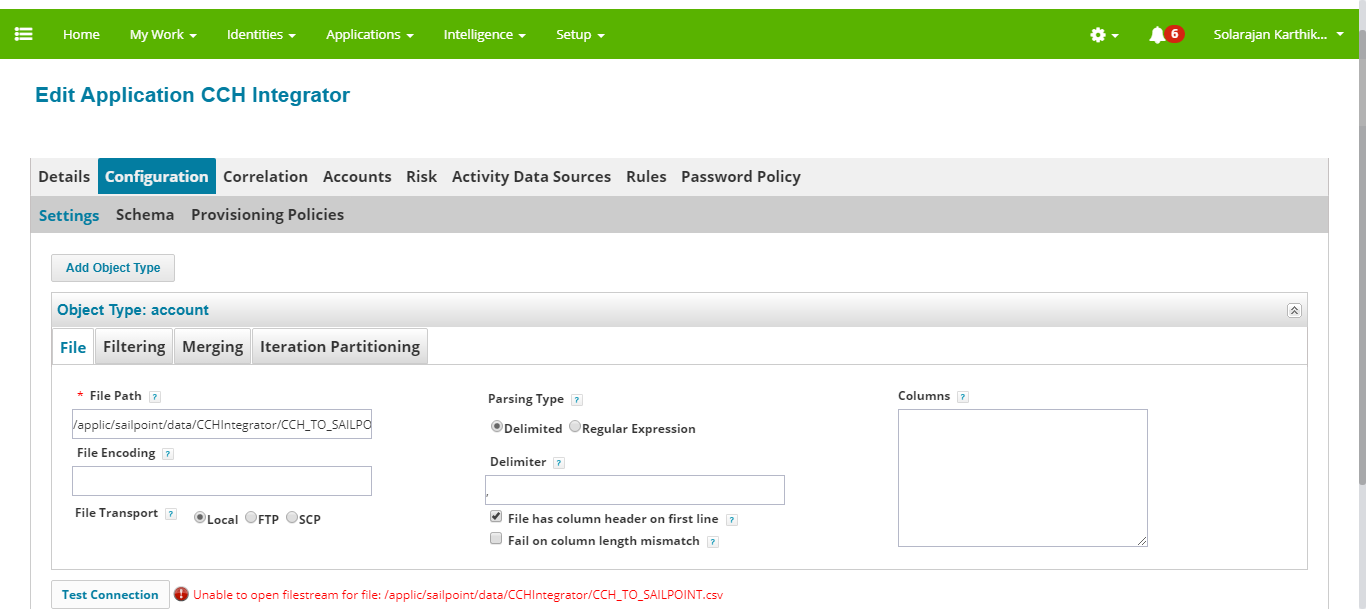 Home My Work Identities Applications Intelligence Setup 6 Solarajan Karthik...
Edit Application CCH Integrator
Details Configuration Correlation Accounts Risk Activity Data Sources Rules Password Policy
Settings Schema Provisioning Policies
Add Object Type
Object Type: account
File Filtering Merging Iteration Partitioning
* File Path ?
/applic/sailpoint/data/CCHIntegrator/CCH_TO_SAILPO
File Encoding ?
File Transport ? Local FTP SCP
Parsing Type ?
Delimited Regular Expression
Delimiter ?
,
File has column header on first line ?
Fail on column length mismatch ?
Columns ?
Test Connection Unable to open filestream for file: /applic/sailpoint/data/CCHIntegrator/CCH_TO_SAILPOINT.csv